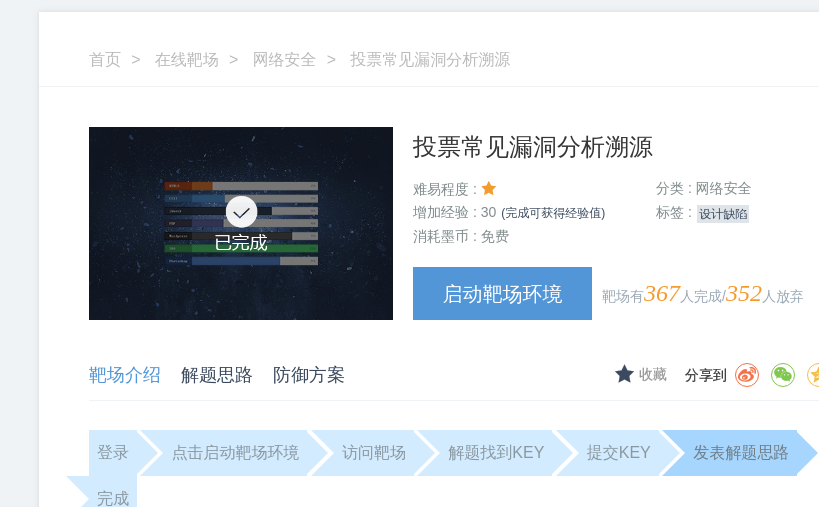 首页 > 在线靶场 > 网络安全 > 投票常见漏洞分析溯源
已完成
投票常见漏洞分析溯源
难易程度 :
分类 : 网络安全
增加经验 : 30 (完成可获得经验值)
标签 : 设计缺陷
消耗墨币 : 免费
启动靶场环境
靶场有367人完成/352人放弃
靶场介绍 解题思路 防御方案
收藏 分享到
登录 点击启动靶场环境 访问靶场 解题找到KEY 提交KEY 发表解题思路
完成